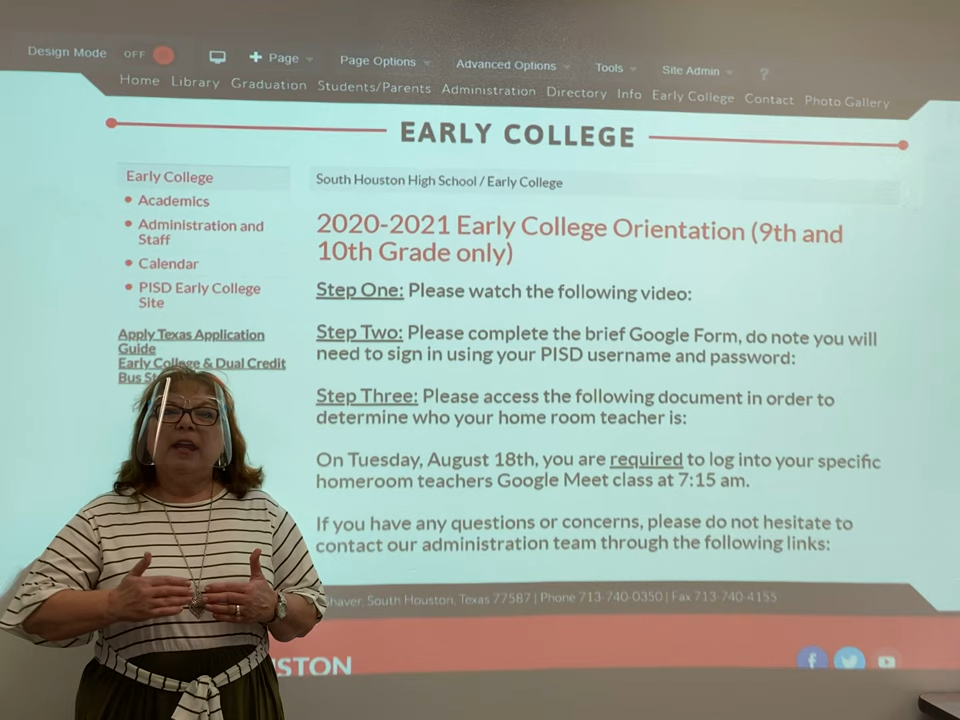 Design Mode OFF Page Page Options Advanced Options Tools Site Admin ?
Home Library Graduation Students/Parents Administration Directory Info Early College Contact Photo Gallery
EARLY COLLEGE
Early College
Academics
Administration and
Staff
Calendar
PISD Early College
Site
Apply Texas Application
Guide
Early College & Dual Credit
Bus
South Houston High School / Early College
2020-2021 Early College Orientation (9th and
10th Grade only)
Step One: Please watch the following video:
Step Two: Please complete the brief Google Form, do note you will
need to sign in using your PISD username and password:
Step Three: Please access the following document in order to
determine who your home room teacher is:
On Tuesday, August 18th, you are required to log into your specific
homeroom teachers Google Meet class at 7:15 am.
If you have any questions or concerns, please do not hesitate to
contact our administration team through the following links:
Shaver, South Houston, Texas 77587 | Phone 713-740-0350 | Fax 713-740-4155
STON